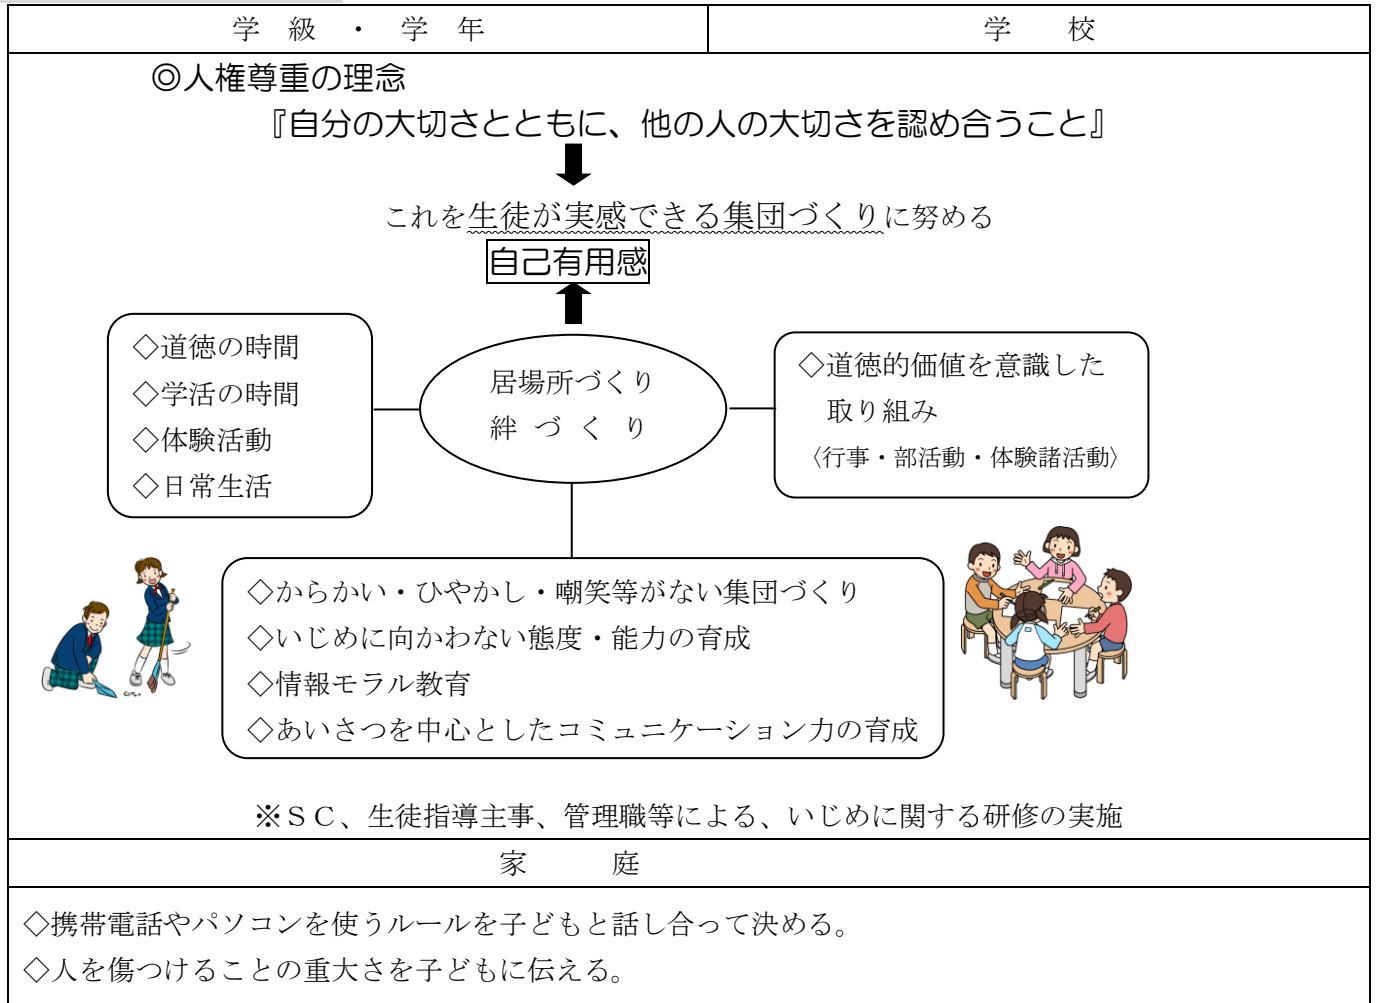 学級・学年
学校
◎人権尊重の理念
『自分の大切さとともに、他の人の大切さを認め合うこと』
これを生徒が実感できる集団づくりに努める
自己有用感
◇道徳の時間
◇学活の時間
◇体験活動
◇日常生活
居場所づくり
絆づくり
◇道徳的価値を意識した
取り組み
〈行事・部活動・体験諸活動〉
◇からかい・ひやかし・嘲笑等がない集団づくり
◇いじめに向かわない態度・能力の育成
◇情報モラル教育
◇あいさつを中心としたコミュニケーション力の育成
※ＳＣ、生徒指導主事、管理職等による、いじめに関する研修の実施
家庭
◇携帯電話やパソコンを使うルールを子どもと話し合って決める。
◇人を傷つけることの重大さを子どもに伝える。